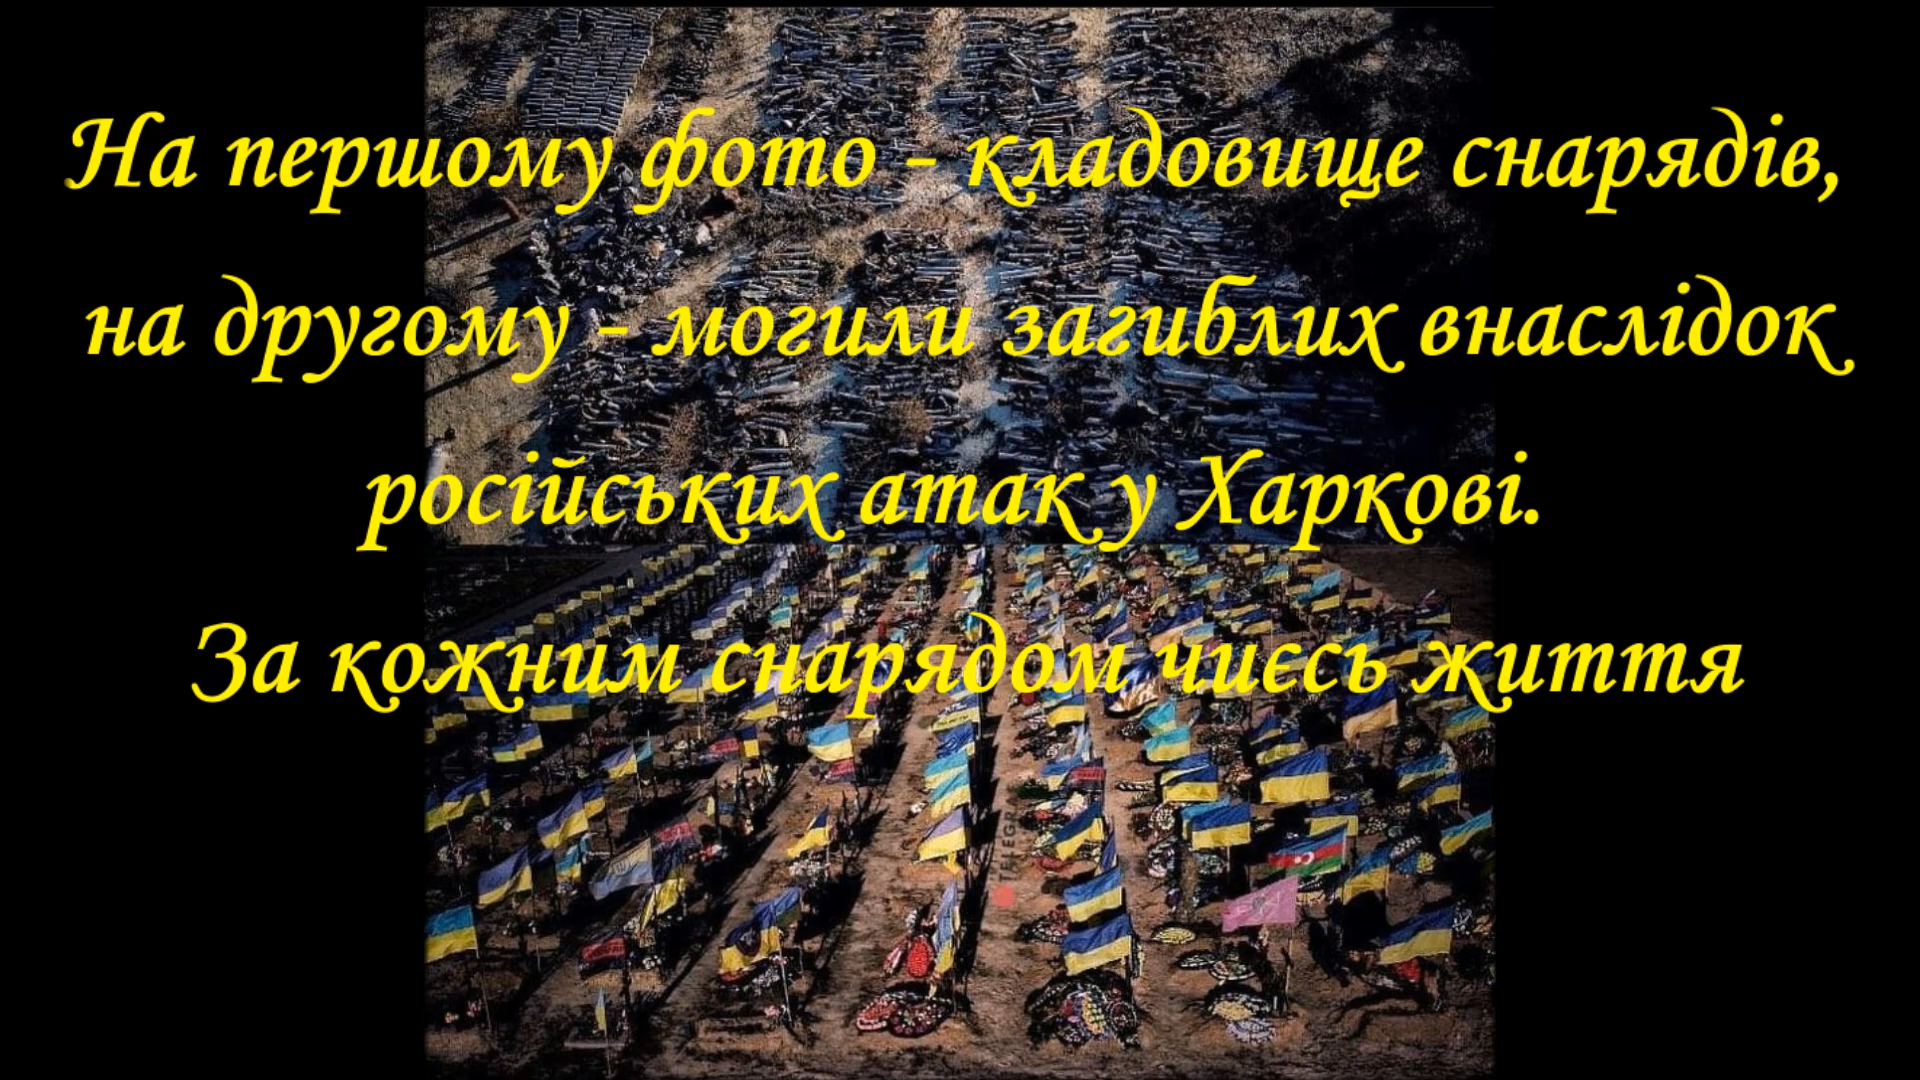 На першому фото - кладовище снарядів,
на другому - могили загиблих внаслідок
російських атак у Харкові.
За кожним снарядом чиєсь життя